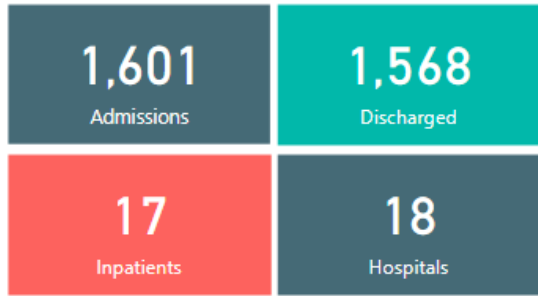 1,601
Admissions
1,568
Discharged
17
Inpatients
18
Hospitals